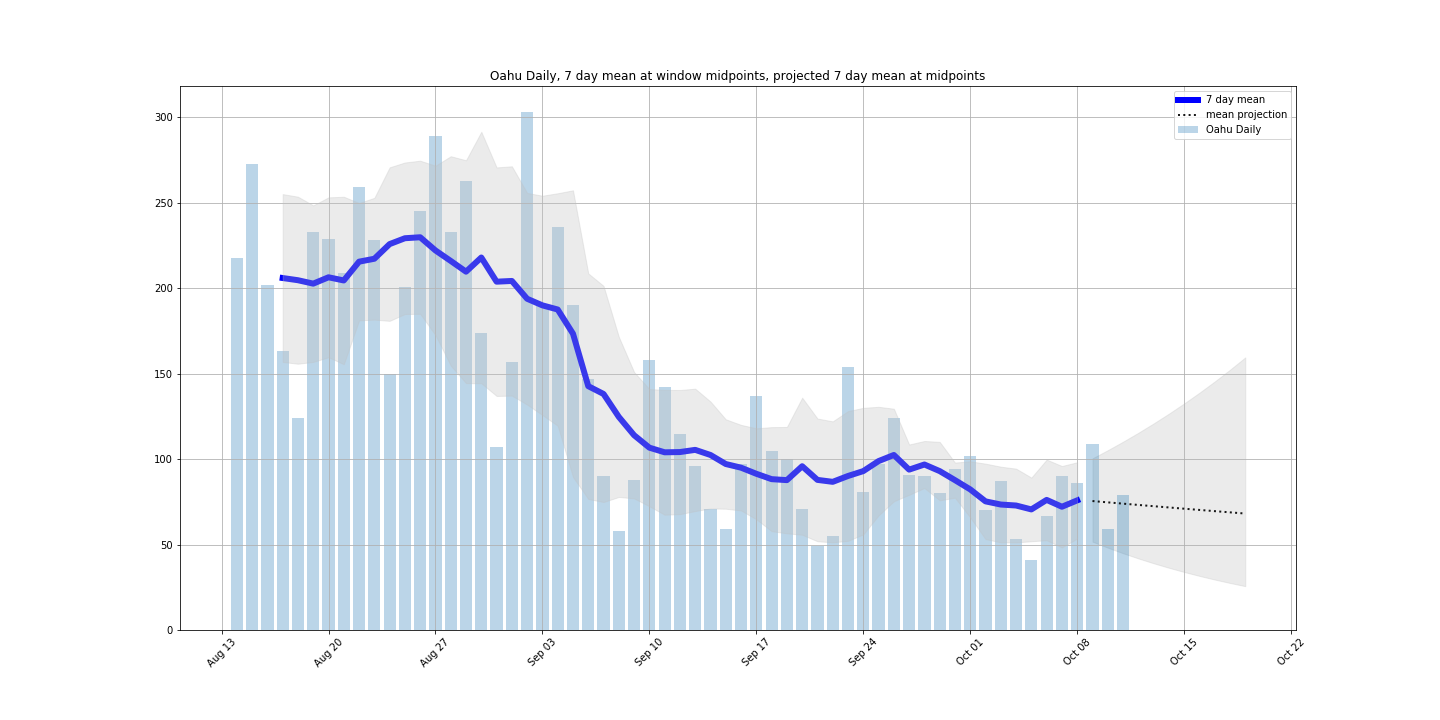 Oahu Daily, 7 day mean at window midpoints, projected 7 day mean at midpoints
7 day mean
mean projection
Oahu Daily
300
250
200
150
100
50
0
Aug 13
Aug 20
Aug 27
Sep 03
Sep 10
Sep 17
Sep 24
Oct 01
Oct 08
Oct 15
Oct 22